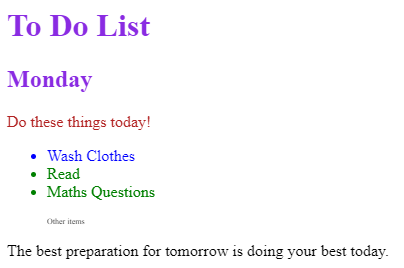 To Do List
Monday
Do these things today!
Wash Clothes
Read
Maths Questions
Other items
The best preparation for tomorrow is doing your best today.